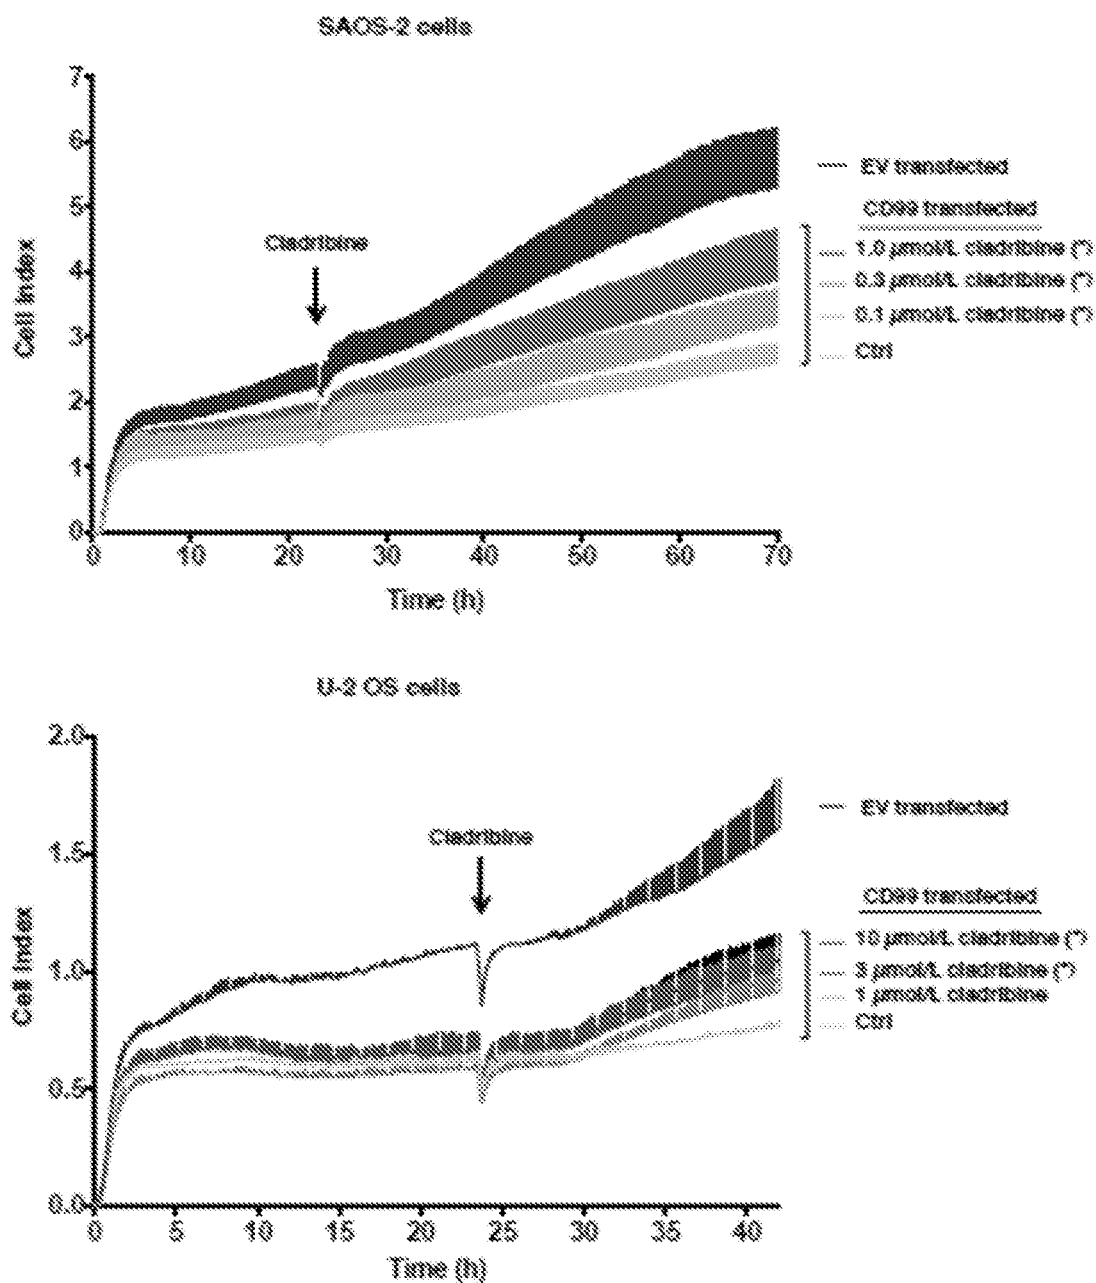 SAOS-2 cells
7
6
5
4
3
2
1
0
Cell Index
Cladribine
0 10 20 30 40 50 60 70
Time (h)
EV transfected
CD99 transfected
1.0 µmol/L cladribine (*)
0.3 µmol/L cladribine (*)
0.1 µmol/L cladribine (*)
Ctrl
U-2 OS cells
2.0
1.5
1.0
0.5
0.0
Cell Index
Cladribine
0 5 10 15 20 25 30 35 40
Time (h)
EV transfected
CD99 transfected
10 µmol/L cladribine (*)
3 µmol/L cladribine (*)
1 µmol/L cladribine
Ctrl